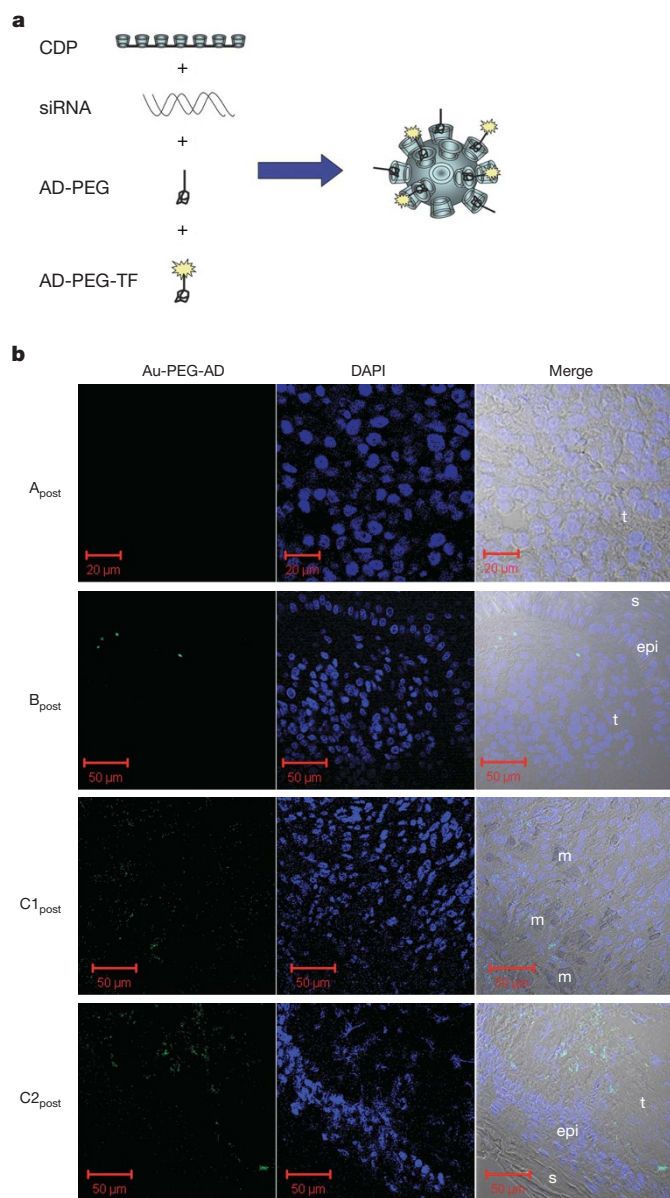 a
CDP
+
siRNA
+
AD-PEG
+
AD-PEG-TF
b
Au-PEG-AD DAPI Merge
Apost
t
20 μm 20 μm 20 μm
Bpost
s
epi
t
50 μm 50 μm 50 μm
C1post
m
m
m
50 μm 50 μm 50 μm
C2post
t
epi
s
50 μm 50 μm 50 μm